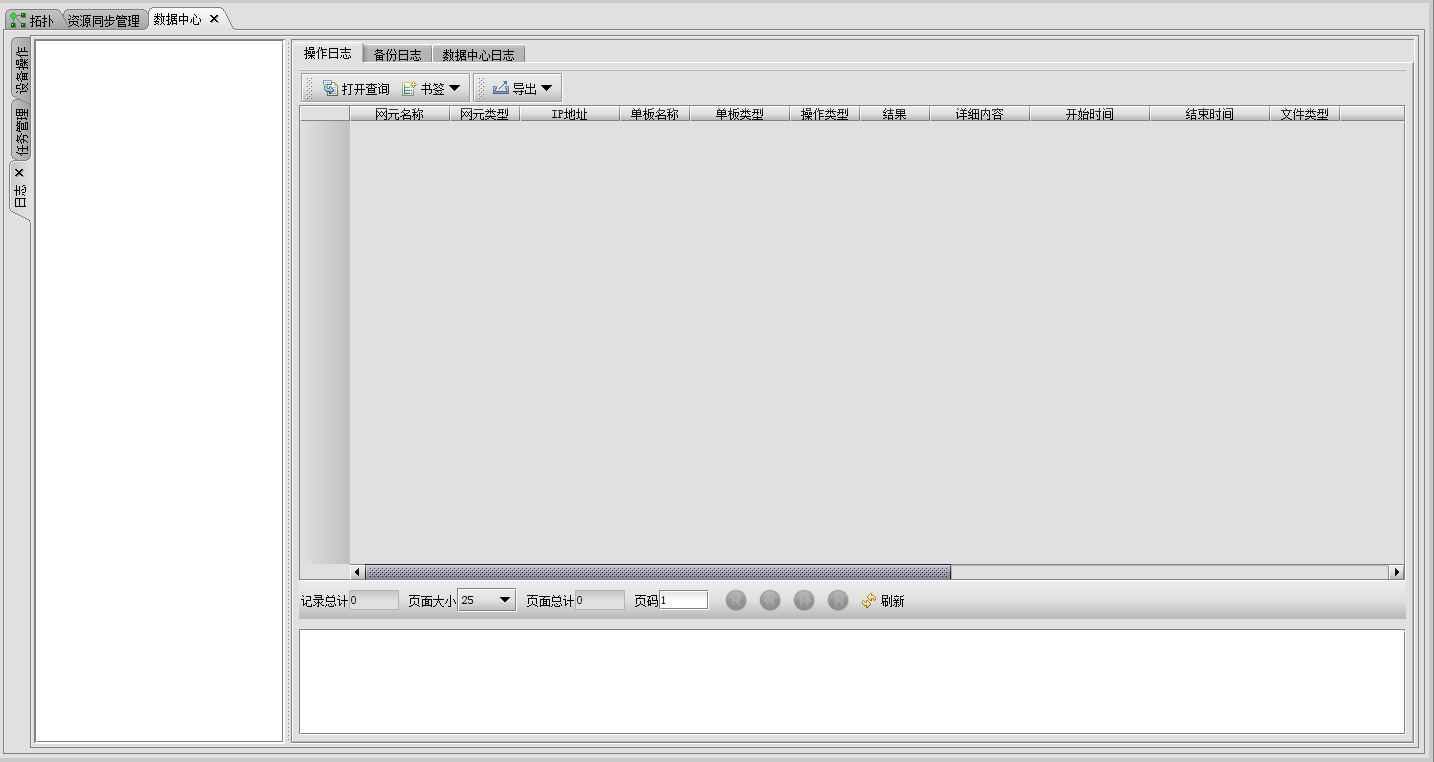 拓扑 资源同步管理 数据中心
设备操作
任务管理
日志
操作日志 备份日志 数据中心日志
打开查询 书签 导出
网元名称 网元类型 IP地址 单板名称 单板类型 操作类型 结果 详细内容 开始时间 结束时间 文件类型
记录总计 0 页面大小 25 页面总计 0 页码 1 刷新